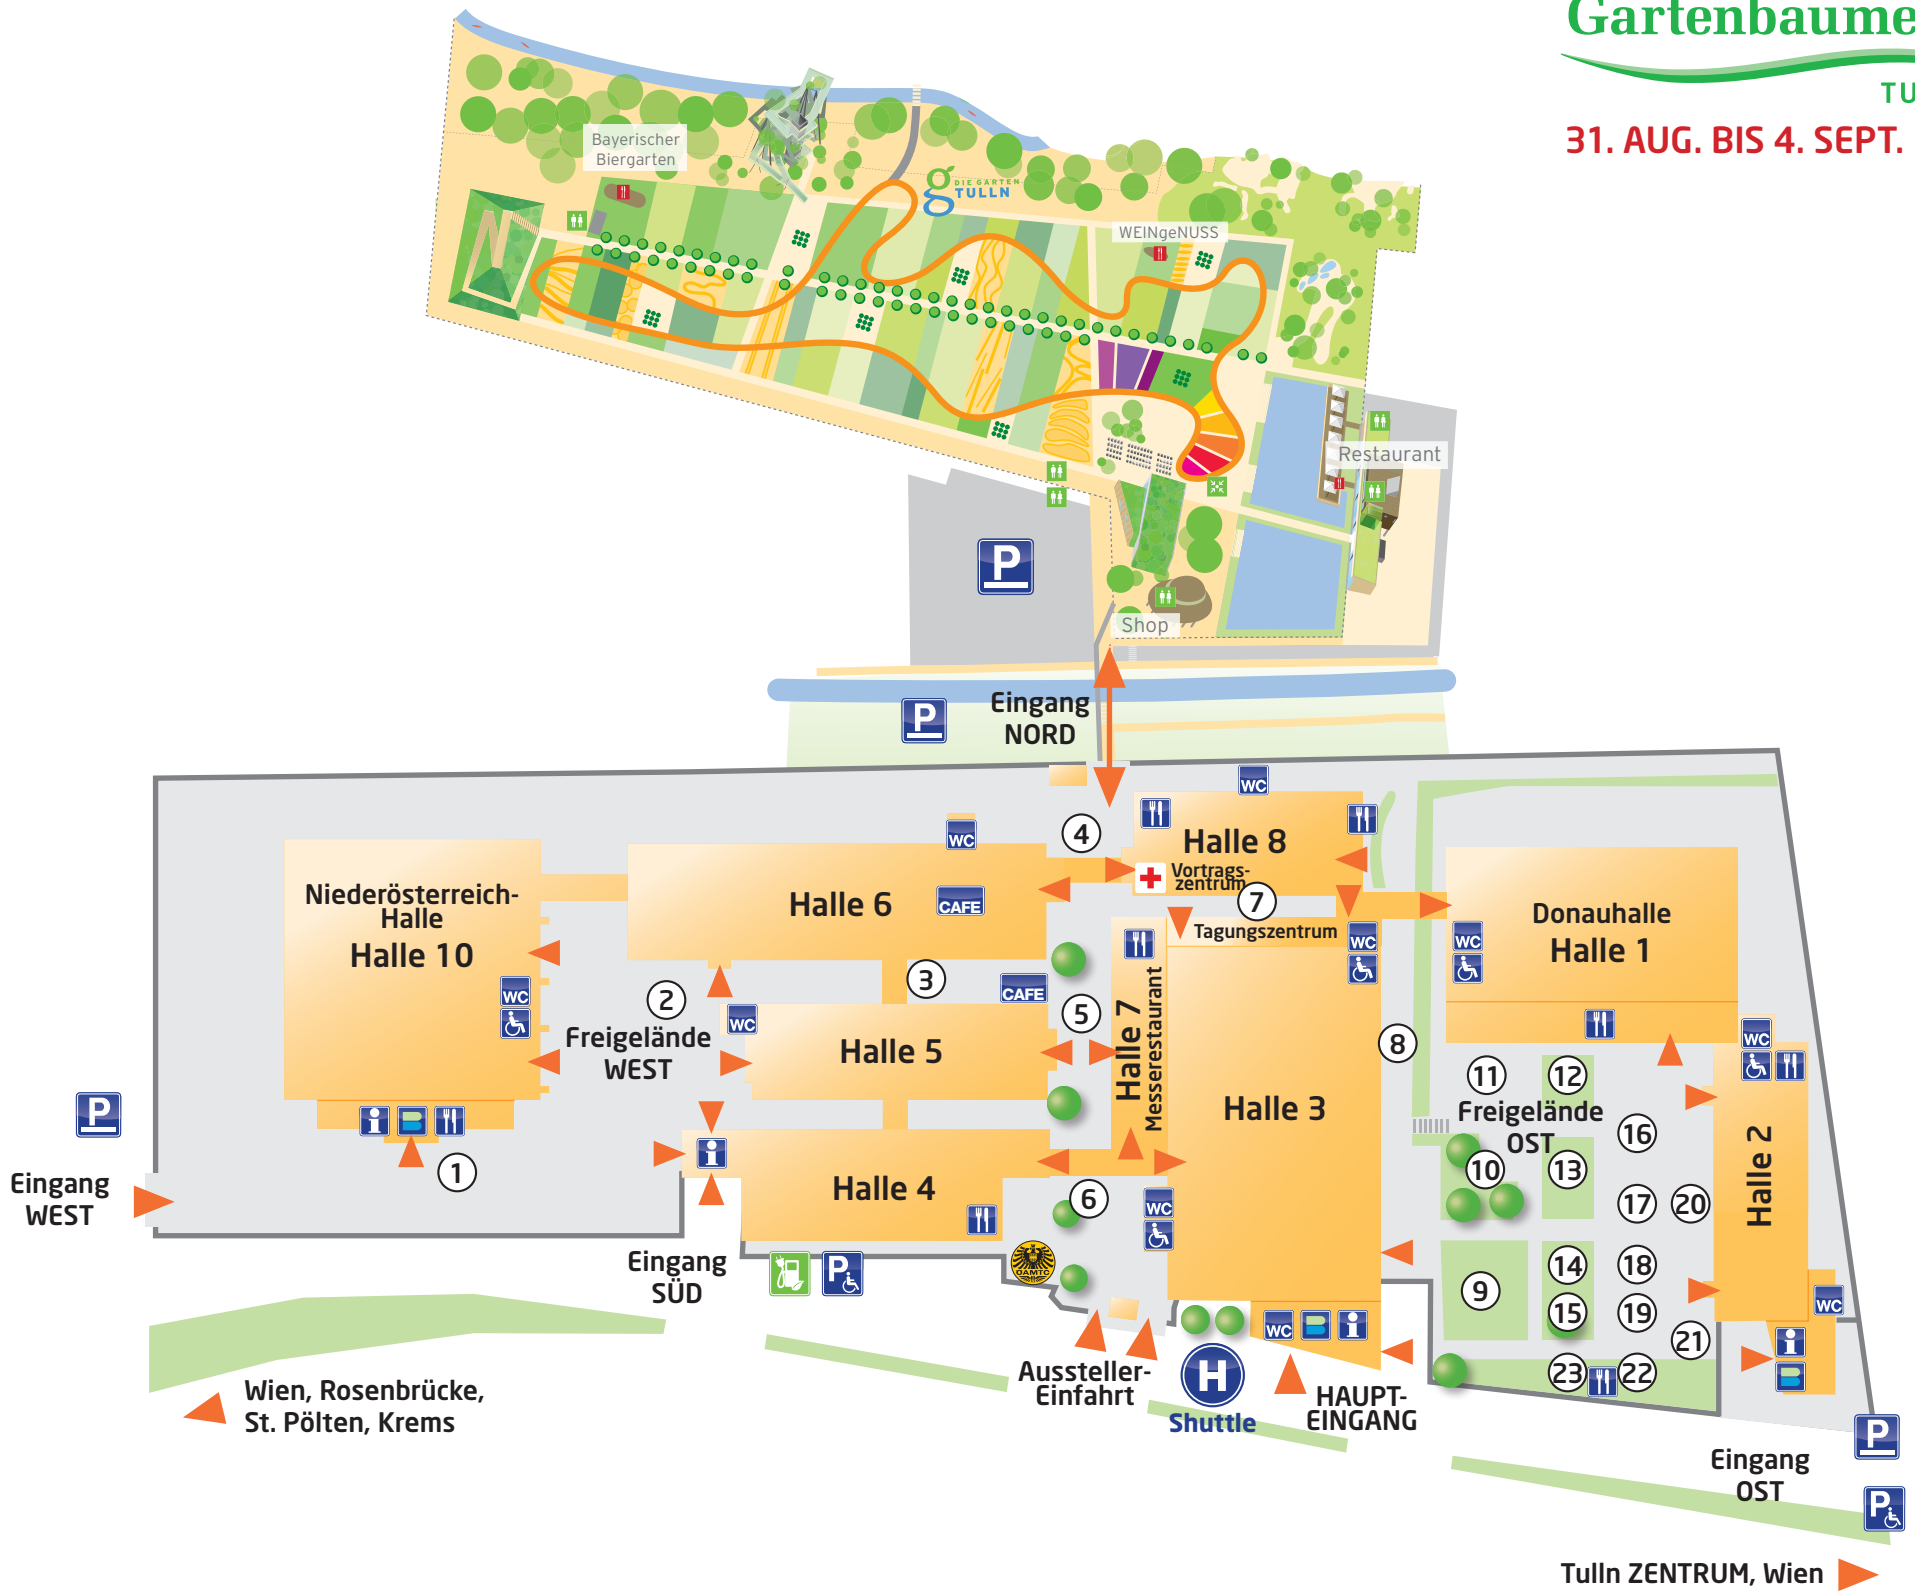 Gartenbaume
TU
31. AUG. BIS 4. SEPT.
Bayerischer
Biergarten
DIE GARTEN
TULLN
WEINgeNUSS
Restaurant
P
Shop
Eingang
NORD
P
WC
WC
4
Halle 8
Vortrags-
zentrum
7
Tagungszentrum
Niederösterreich-
Halle
Halle 10
Halle 6
CAFE
WC
WC
Donauhalle
Halle 1
WC
2
3
CAFE
5
Freigelände
WEST
WC
Halle 5
Halle 7
Messerestaurant
Halle 3
8
11
12
WC
Freigelände
OST
16
P
i
B
1
i
Halle 4
6
WC
10
13
17
20
Halle 2
Eingang
WEST
Eingang
SÜD
P
ÖAMTC
9
14
18
15
19
21
WC
i
B
WC
B
i
23
22
Aussteller-
Einfahrt
H
Shuttle
HAUPT-
EINGANG
Wien, Rosenbrücke,
St. Pölten, Krems
P
Eingang
OST
P
Tulln ZENTRUM, Wien